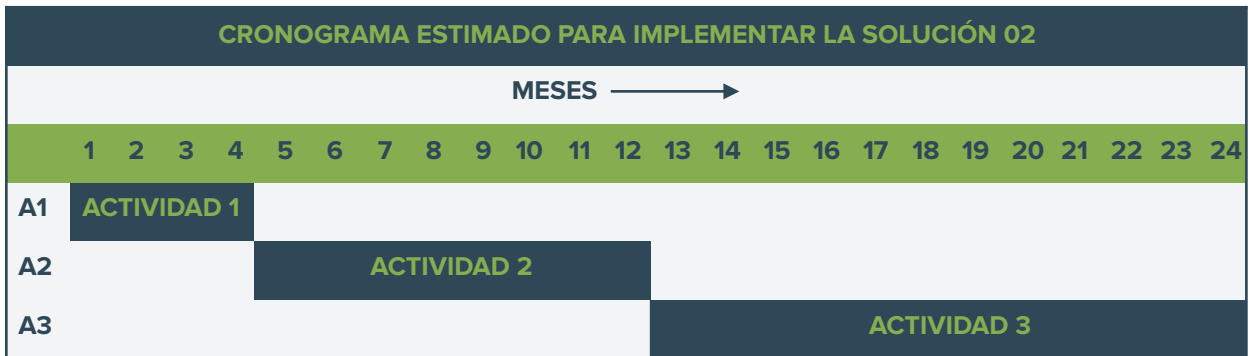 CRONOGRAMA ESTIMADO PARA IMPLEMENTAR LA SOLUCIÓN 02
MESES
1 2 3 4 5 6 7 8 9 10 11 12 13 14 15 16 17 18 19 20 21 22 23 24
A1 ACTIVIDAD 1
A2 ACTIVIDAD 2
A3 ACTIVIDAD 3